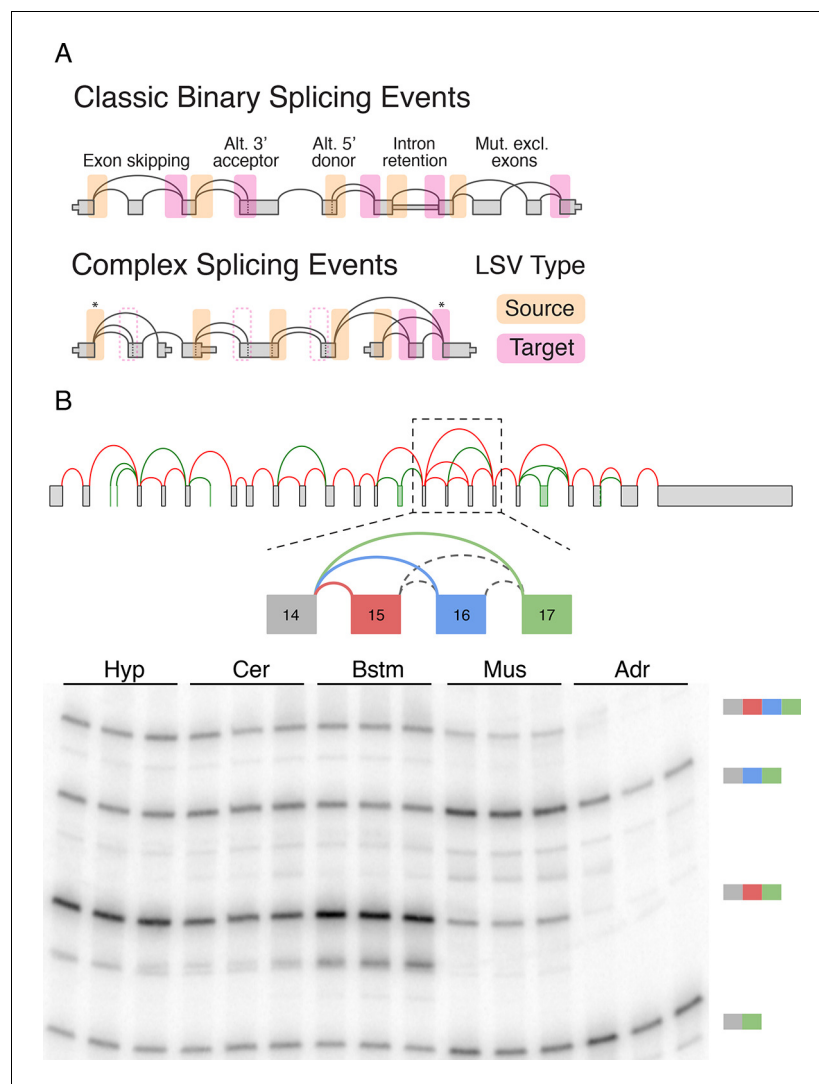 A
Classic Binary Splicing Events
Exon skipping
Alt. 3’
acceptor
Alt. 5’
donor
Intron
retention
Mut. excl.
exons
Complex Splicing Events
LSV Type
* *
Source
Target
B
14 15 16 17
Hyp Cer Bstm Mus Adr